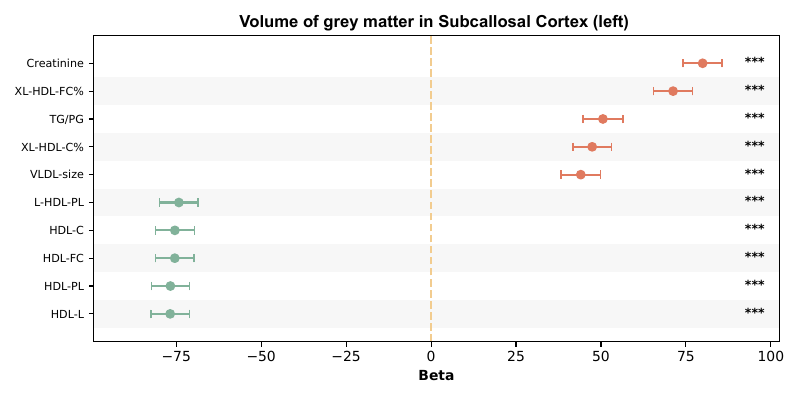 Volume of grey matter in Subcallosal Cortex (left)
Creatinine ***
XL-HDL-FC% ***
TG/PG ***
XL-HDL-C% ***
VLDL-size ***
L-HDL-PL ***
HDL-C ***
HDL-FC ***
HDL-PL ***
HDL-L ***
−75 −50 −25 0 25 50 75 100
Beta